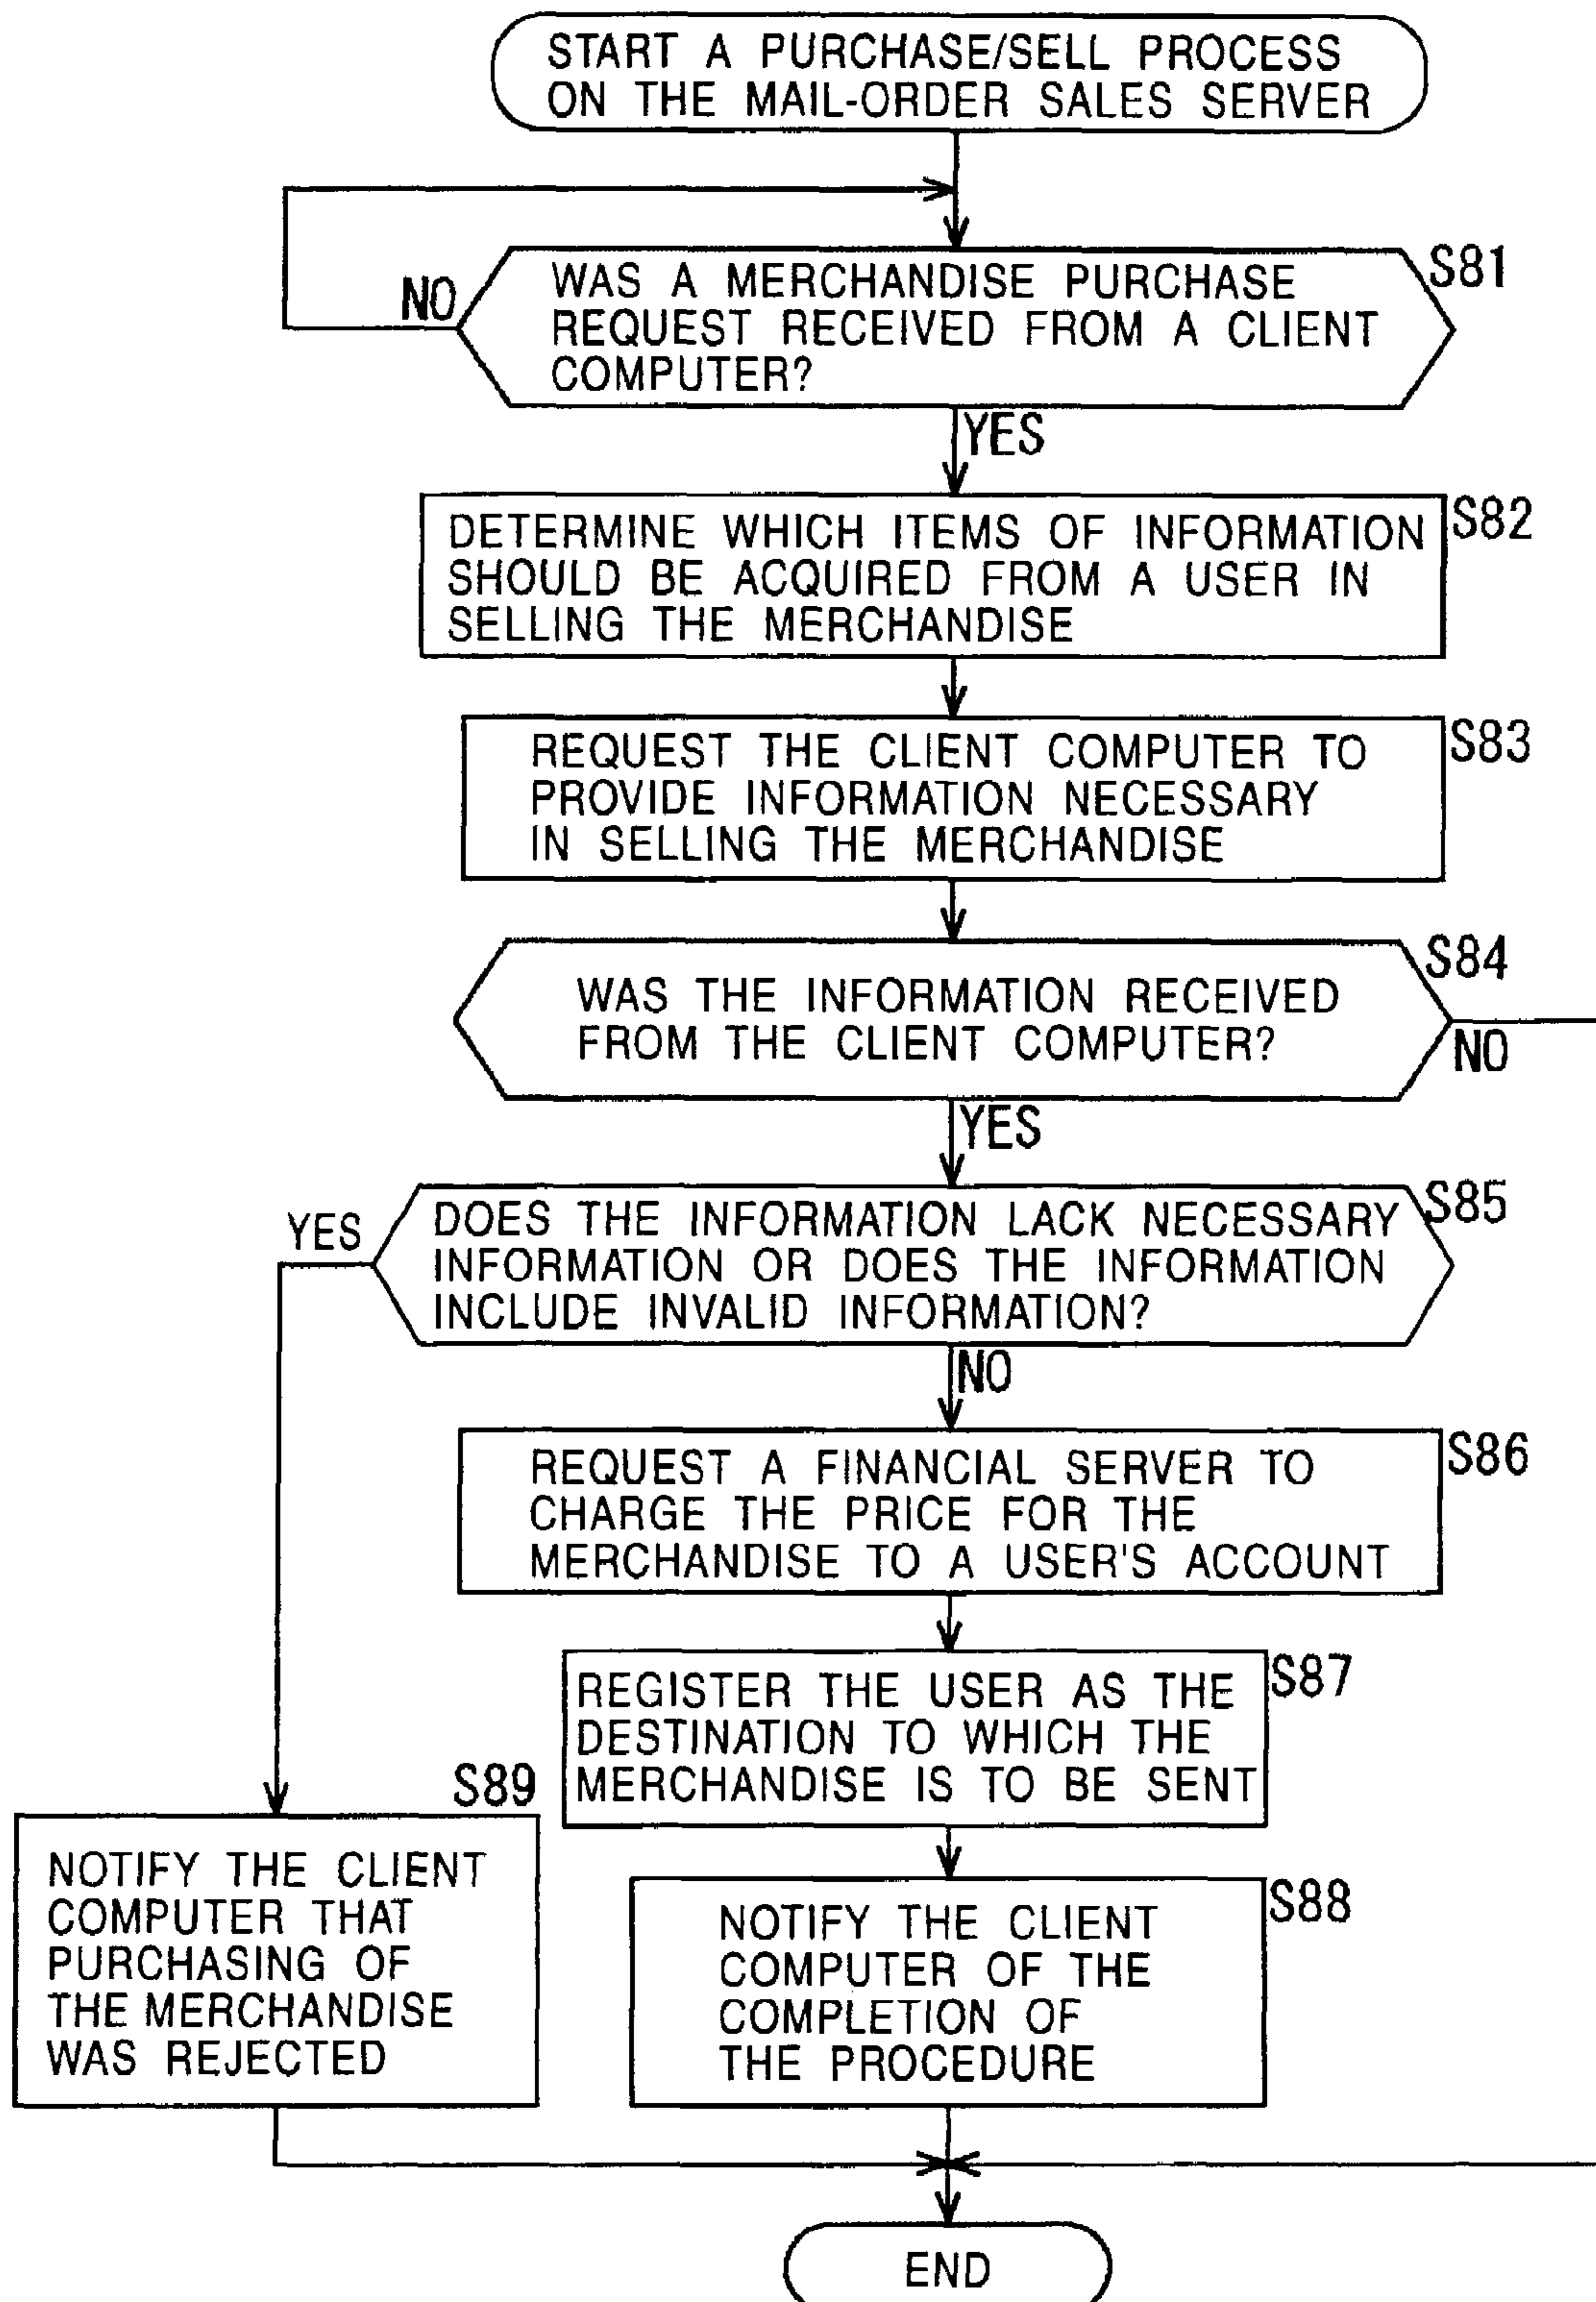 START A PURCHASE/SELL PROCESS
ON THE MAIL-ORDER SALES SERVER
S81
WAS A MERCHANDISE PURCHASE
REQUEST RECEIVED FROM A CLIENT
COMPUTER?
NO
YES
S82
DETERMINE WHICH ITEMS OF INFORMATION
SHOULD BE ACQUIRED FROM A USER IN
SELLING THE MERCHANDISE
S83
REQUEST THE CLIENT COMPUTER TO
PROVIDE INFORMATION NECESSARY
IN SELLING THE MERCHANDISE
S84
WAS THE INFORMATION RECEIVED
FROM THE CLIENT COMPUTER?
NO
YES
S85
DOES THE INFORMATION LACK NECESSARY
INFORMATION OR DOES THE INFORMATION
INCLUDE INVALID INFORMATION?
YES
NO
S86
REQUEST A FINANCIAL SERVER TO
CHARGE THE PRICE FOR THE
MERCHANDISE TO A USER'S ACCOUNT
S87
REGISTER THE USER AS THE
DESTINATION TO WHICH THE
MERCHANDISE IS TO BE SENT
S89
NOTIFY THE CLIENT
COMPUTER THAT
PURCHASING OF
THE MERCHANDISE
WAS REJECTED
S88
NOTIFY THE CLIENT
COMPUTER OF THE
COMPLETION OF
THE PROCEDURE
END